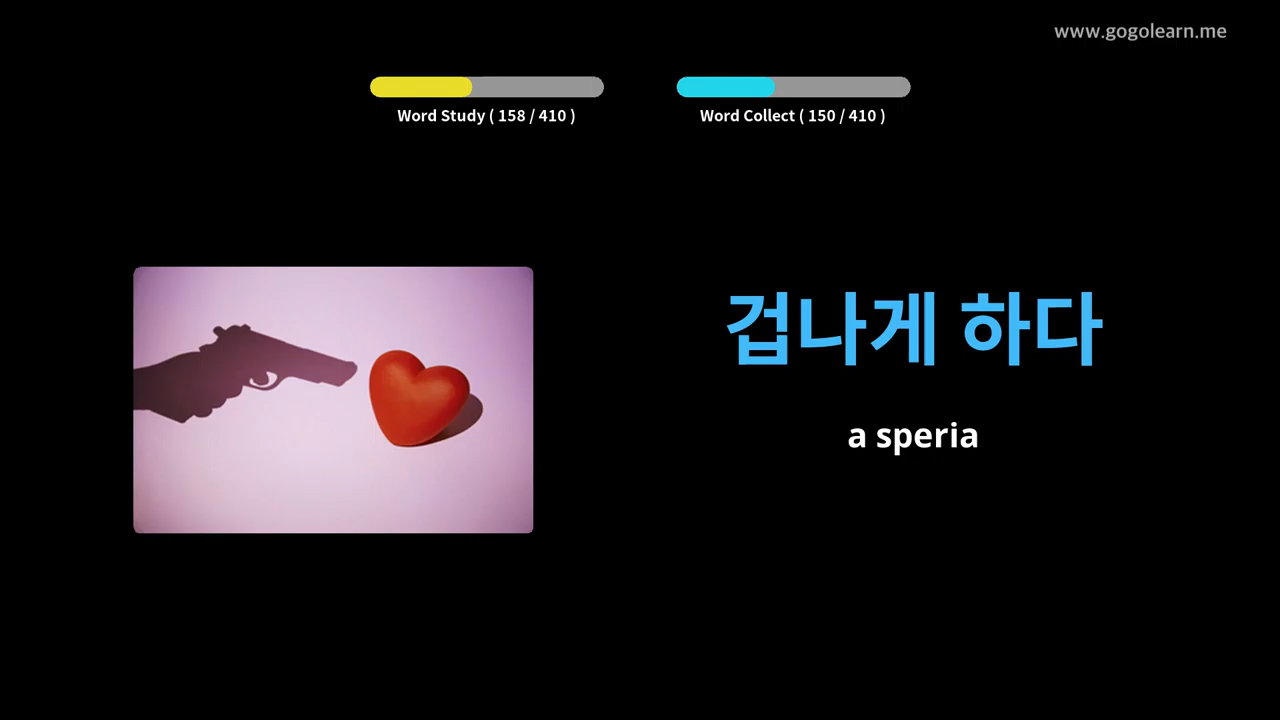 www.gogolearn.me
Word Study ( 158 / 410 )
Word Collect ( 150 / 410 )
겁나게 하다
a speria